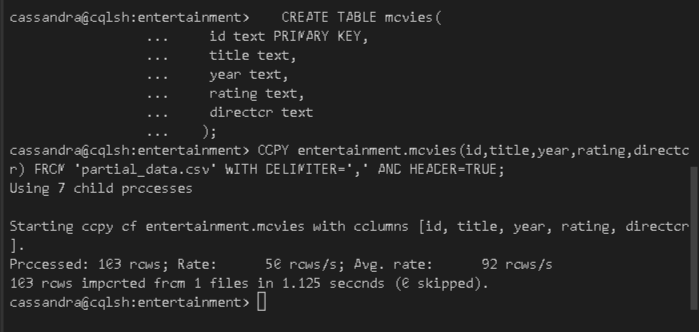 cassandra@cqlsh:entertainment>    CREATE TABLE movies(
                ...     id text PRIMARY KEY,
                ...     title text,
                ...     year text,
                ...     rating text,
                ...     director text
                ...    );
cassandra@cqlsh:entertainment> COPY entertainment.movies(id,title,year,rating,directo
r) FROM 'partial_data.csv' WITH DELIMITER=',' AND HEADER=TRUE;
Using 7 child processes

Starting copy of entertainment.movies with columns [id, title, year, rating, director
].
Processed: 103 rows; Rate:      50 rows/s; Avg. rate:      92 rows/s
103 rows imported from 1 files in 1.125 seconds (0 skipped).
cassandra@cqlsh:entertainment>